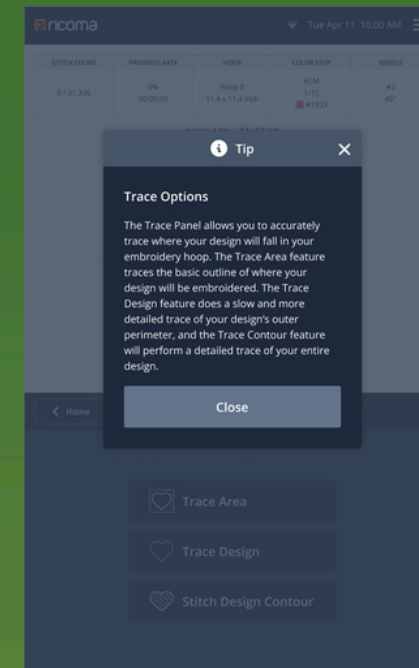 ricoma
Tue Apr 11 10:00 AM
STITCH COUNT PROGRESS RATE HOOP COLOR STOP NEEDLE
0 / 31,336 0% Hoop E A|M #2
00:00:00 11.4 x 11.4 inch 1/15 45°
#1923
Tip
Trace Options
The Trace Panel allows you to accurately
trace where your design will fall in your
embroidery hoop. The Trace Area feature
traces the basic outline of where your
design will be embroidered. The Trace
Design feature does a slow and more
detailed trace of your design's outer
perimeter, and the Trace Contour feature
will perform a detailed trace of your entire
design.
Close
Home
Trace Area
Trace Design
Stitch Design Contour